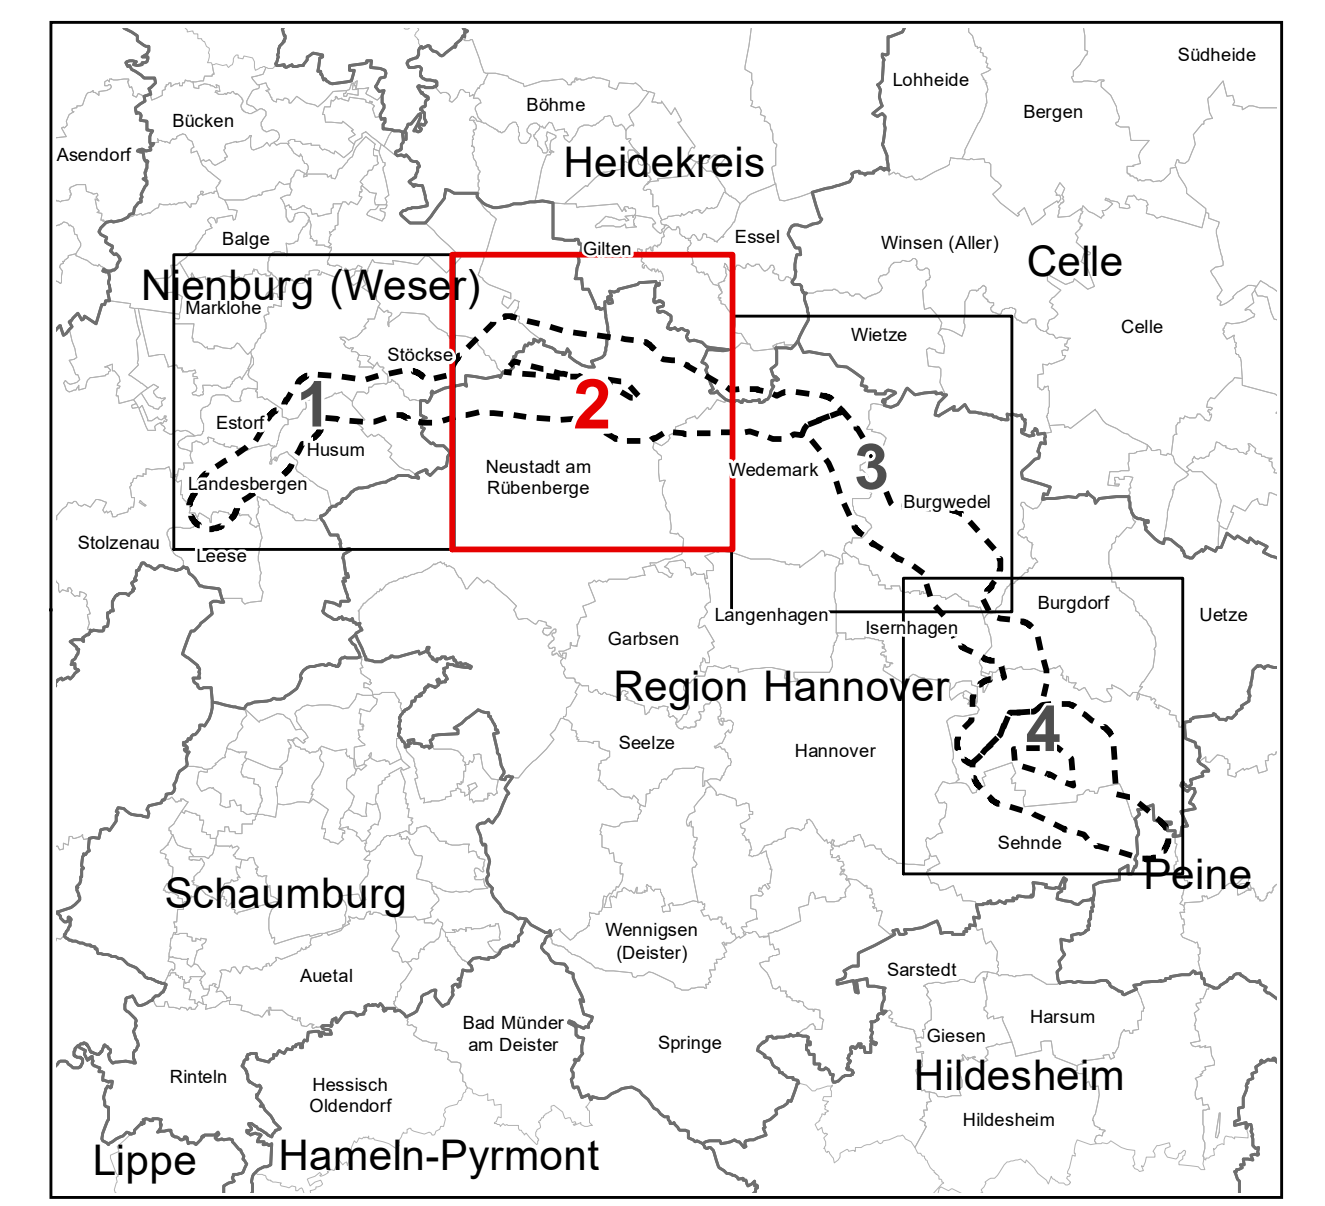 Südheide
Lohheide
Böhme
Bergen
Bücken
Asendorf
Heidekreis
Balge
Gilten
Essel
Winsen (Aller)
Celle
Nienburg (Weser)
Marklohe
Celle
Wietze
Stöckse
1
2
Estorf
Husum
3
Neustadt am
Rübenberge
Wedemark
Landesbergen
Burgwedel
Stolzenau
Leese
Burgdorf
Langenhagen
Uetze
Isernhagen
Garbsen
Region Hannover
4
Seelze
Hannover
Sehnde
Peine
Schaumburg
Wennigsen
(Deister)
Sarstedt
Auetal
Harsum
Bad Münder
am Deister
Giesen
Springe
Rinteln
Hildesheim
Hessisch
Oldendorf
Hildesheim
Lippe
Hameln-Pyrmont